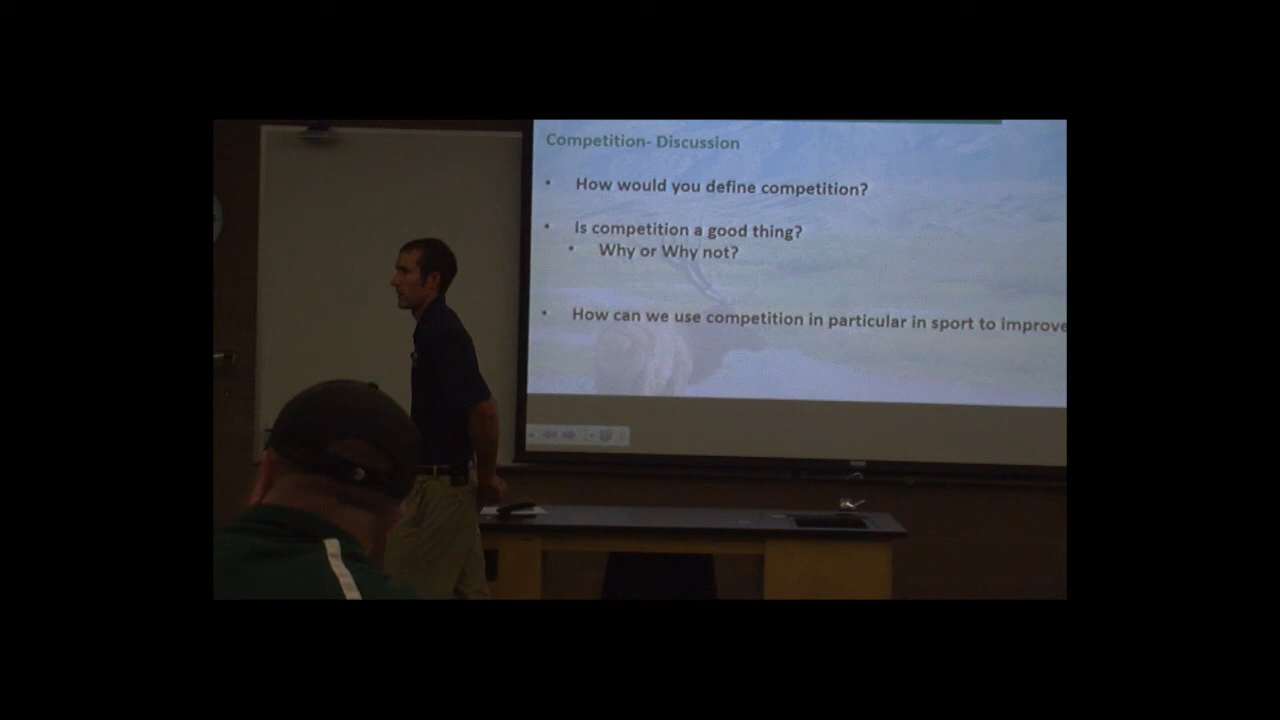 Competition- Discussion
• How would you define competition?
• Is competition a good thing?
• Why or Why not?
• How can we use competition in particular in sport to improve